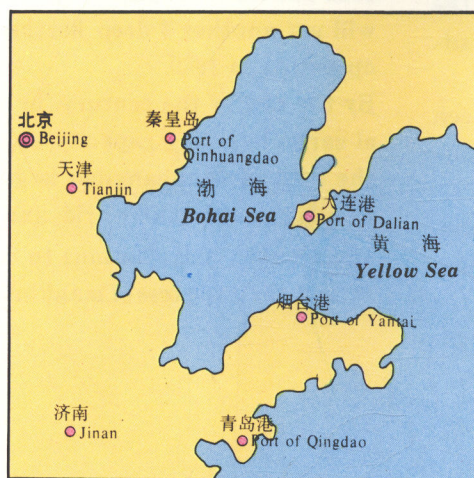 北京
Beijing
秦皇岛
Port of
Qinhuangdao
天津
Tianjin
渤 海
Bohai Sea
大连港
Port of Dalian
黄 海
Yellow Sea
烟台港
Port of Yantai
济南
Jinan
青岛港
Port of Qingdao